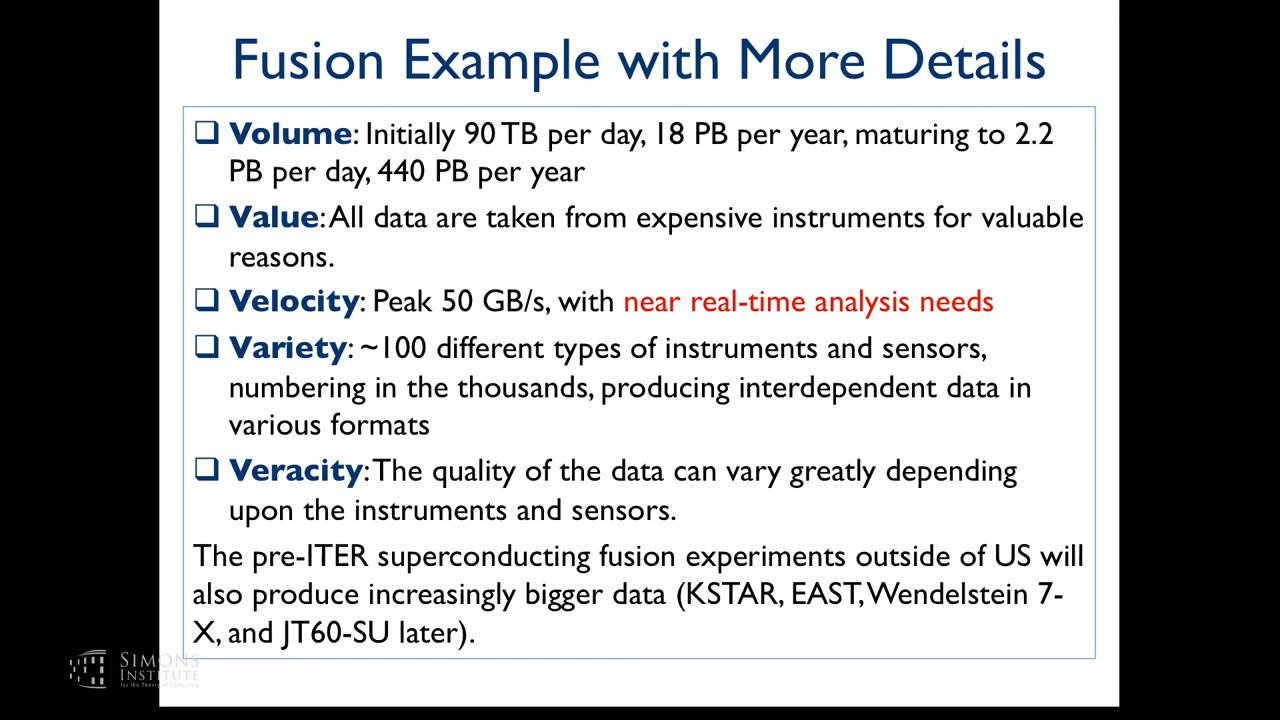 Fusion Example with More Details
❑ Volume: Initially 90 TB per day, 18 PB per year, maturing to 2.2
PB per day, 440 PB per year
❑ Value: All data are taken from expensive instruments for valuable
reasons.
❑ Velocity: Peak 50 GB/s, with near real-time analysis needs
❑ Variety: ~100 different types of instruments and sensors,
numbering in the thousands, producing interdependent data in
various formats
❑ Veracity: The quality of the data can vary greatly depending
upon the instruments and sensors.
The pre-ITER superconducting fusion experiments outside of US will
also produce increasingly bigger data (KSTAR, EAST, Wendelstein 7-
X, and JT60-SU later).
SIMONS
INSTITUTE
for the Theory of Computing